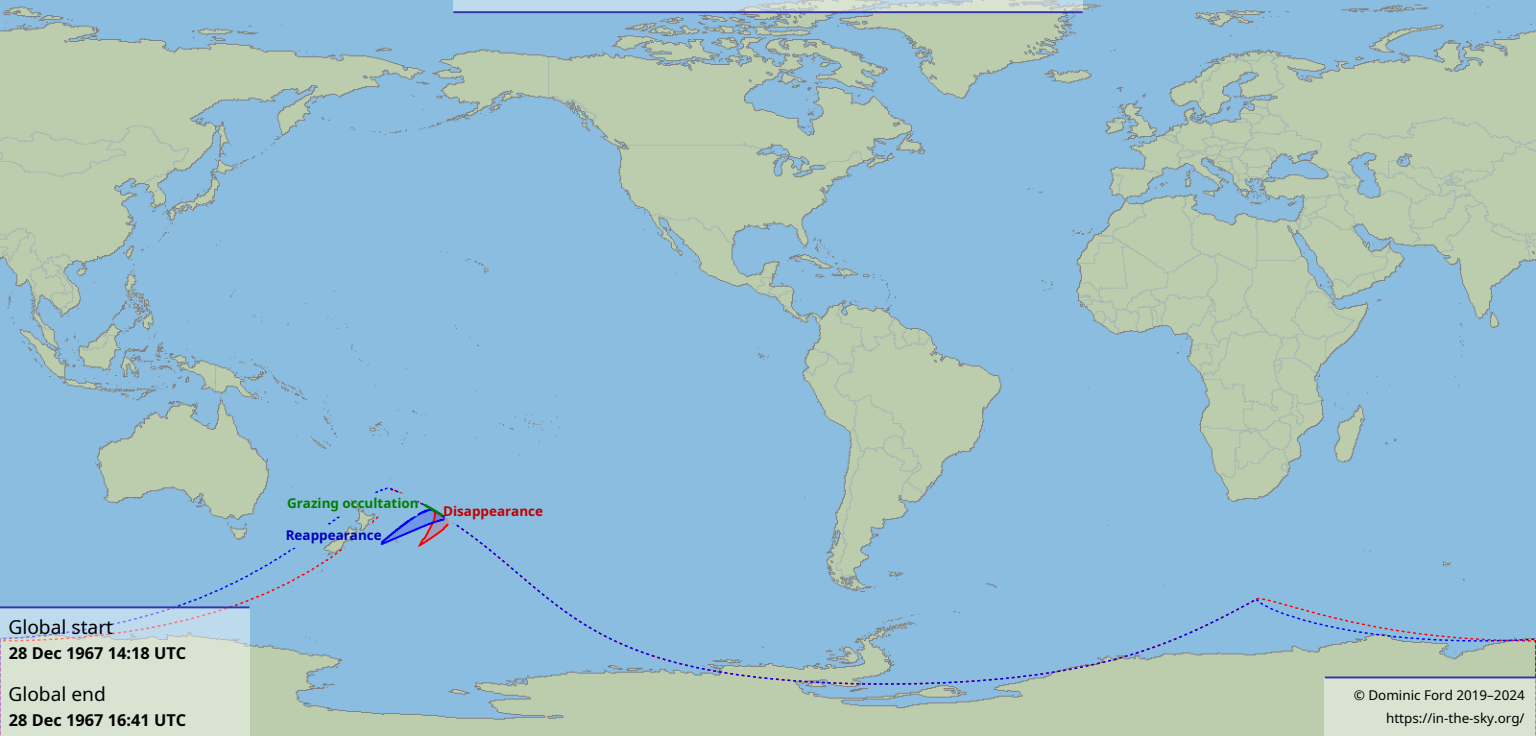 Grazing occultation
Disappearance
Reappearance
Global start
28 Dec 1967 14:18 UTC
Global end
28 Dec 1967 16:41 UTC
© Dominic Ford 2019–2024
https://in-the-sky.org/